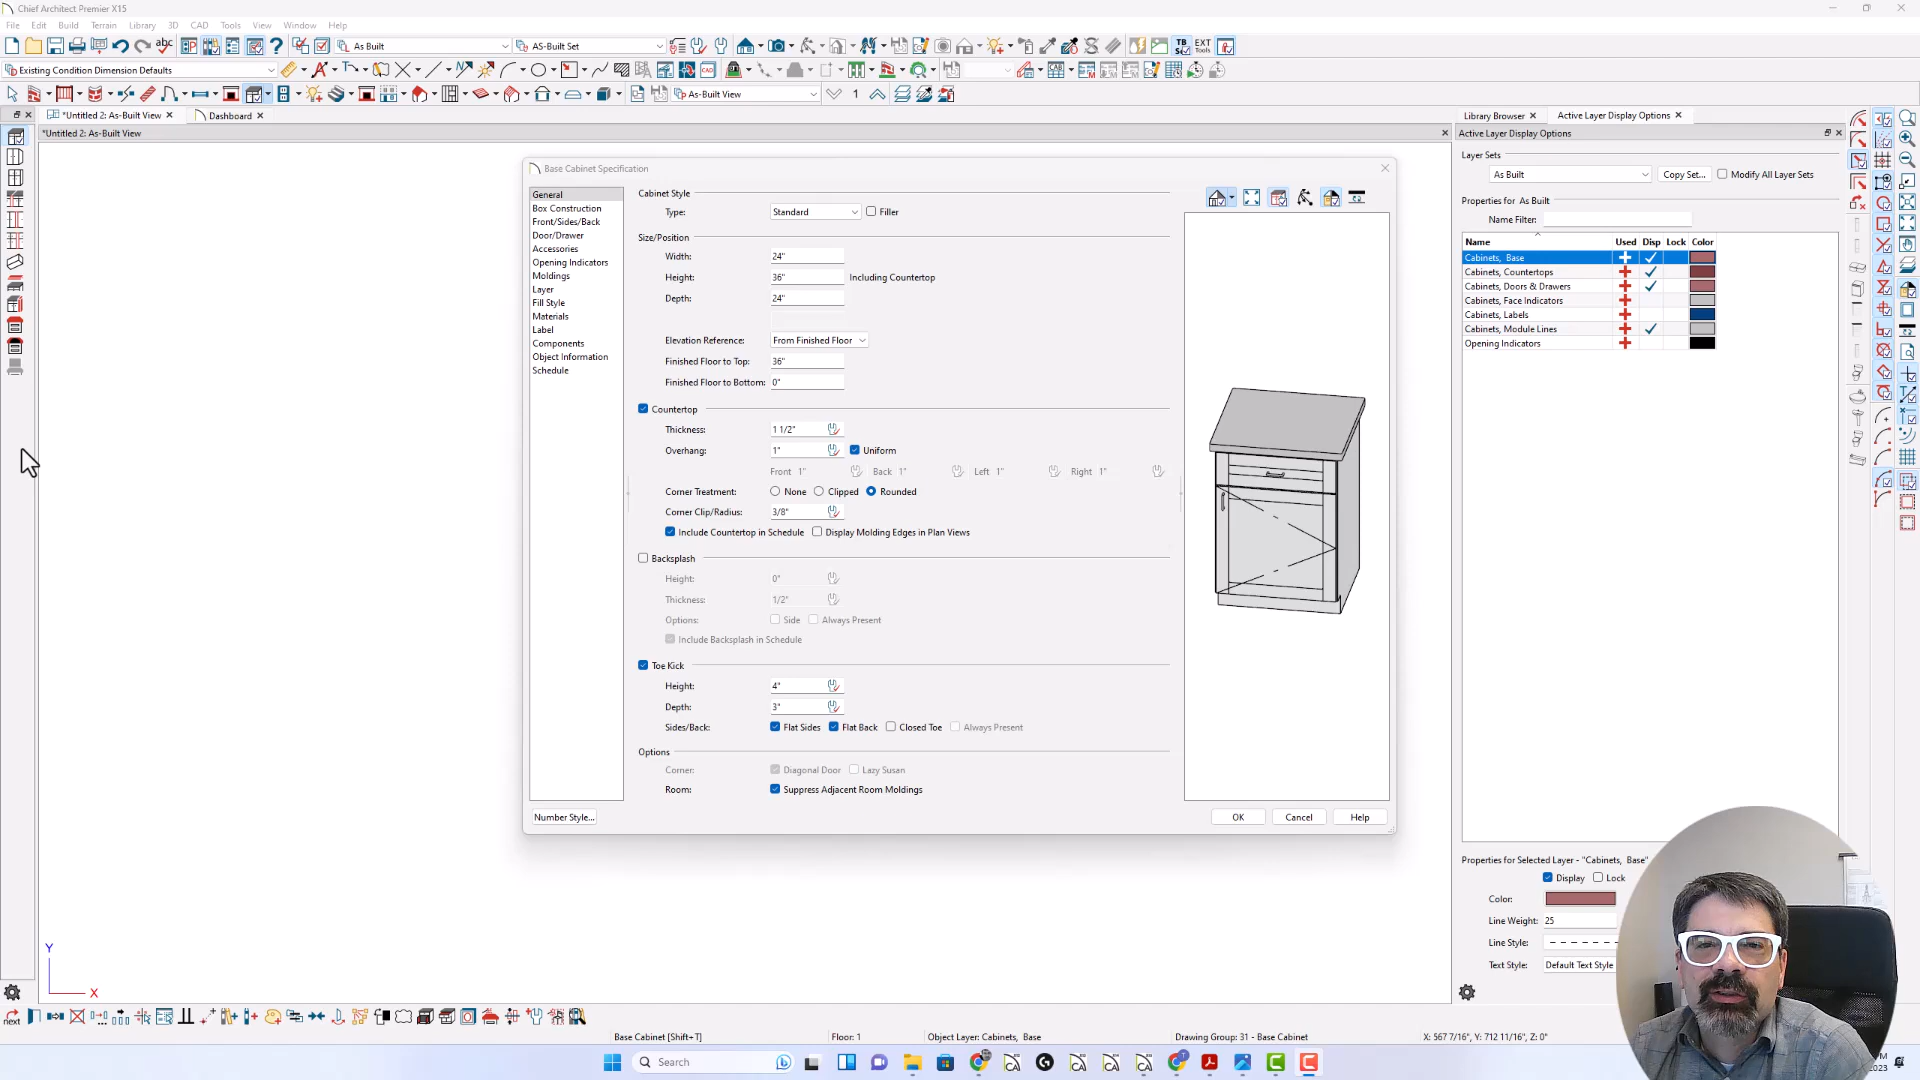 Chief Architect Premier X15
File Edit Build Terrain Library 3D CAD Tools View Window Help
As Built AS-Built Set TB EXT Tools
Existing Condition Dimension Defaults
As-Built View 1
*Untitled 2: As-Built View Dashboard
*Untitled 2: As-Built View
Library Browser Active Layer Display Options
Active Layer Display Options
Layer Sets
As Built Copy Set... Modify All Layer Sets
Properties for As Built
Name Filter:
Name Used Disp Lock Color
Cabinets, Base
Cabinets, Countertops
Cabinets, Doors & Drawers
Cabinets, Face Indicators
Cabinets, Labels
Cabinets, Module Lines
Opening Indicators
Base Cabinet Specification
General
Box Construction
Front/Sides/Back
Door/Drawer
Accessories
Opening Indicators
Moldings
Layer
Fill Style
Materials
Label
Components
Object Information
Schedule
Cabinet Style
Type: Standard Filler
Size/Position
Width: 24"
Height: 36" Including Countertop
Depth: 24"
Elevation Reference: From Finished Floor
Finished Floor to Top: 36"
Finished Floor to Bottom: 0"
Countertop
Thickness: 1 1/2"
Overhang: 1" Uniform
Front 1" Back 1" Left 1" Right 1"
Corner Treatment: None Clipped Rounded
Corner Clip/Radius: 3/8"
Include Countertop in Schedule Display Molding Edges in Plan Views
Backsplash
Height: 0"
Thickness: 1/2"
Options: Side Always Present
Include Backsplash in Schedule
Toe Kick
Height: 4"
Depth: 3"
Sides/Back: Flat Sides Flat Back Closed Toe Always Present
Options
Corner: Diagonal Door Lazy Susan
Room: Suppress Adjacent Room Moldings
Number Style... OK Cancel Help
Properties for Selected Layer - "Cabinets, Base"
Display Lock
Color:
Line Weight: 25
Line Style:
Text Style: Default Text Style
Y
X
next
Base Cabinet [Shift+T] Floor: 1 Object Layer: Cabinets, Base Drawing Group: 31 - Base Cabinet X: 567 7/16", Y: 712 11/16", Z: 0"
Search